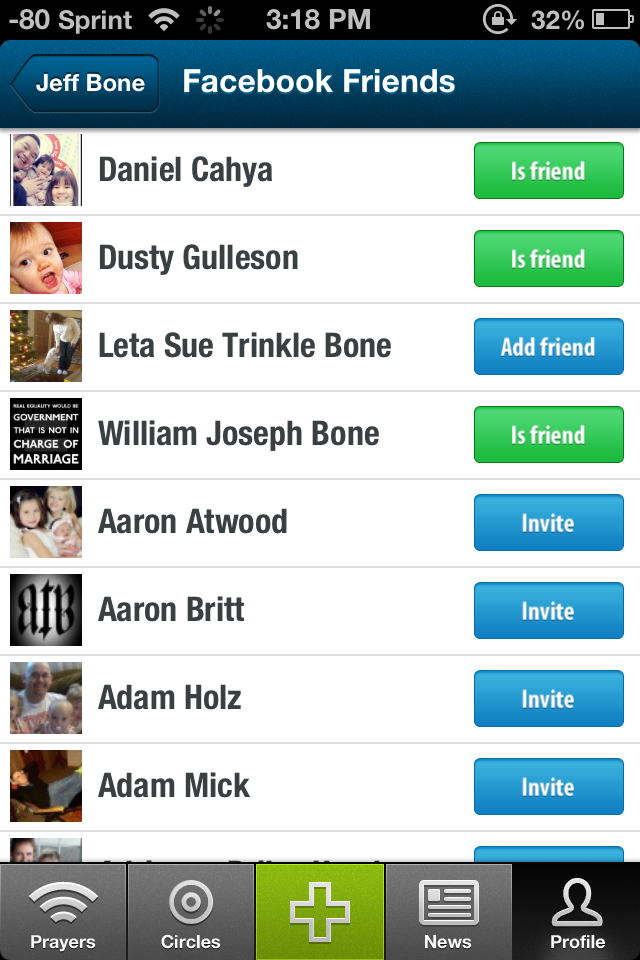 -80 Sprint 3:18 PM 32%
Jeff Bone Facebook Friends
Daniel Cahya Is friend
Dusty Gulleson Is friend
Leta Sue Trinkle Bone Add friend
REAL EQUALITY WOULD BE
GOVERNMENT
THAT IS NOT IN
CHARGE OF
MARRIAGE
William Joseph Bone Is friend
Aaron Atwood Invite
Aaron Britt Invite
Adam Holz Invite
Adam Mick Invite
Prayers Circles News Profile